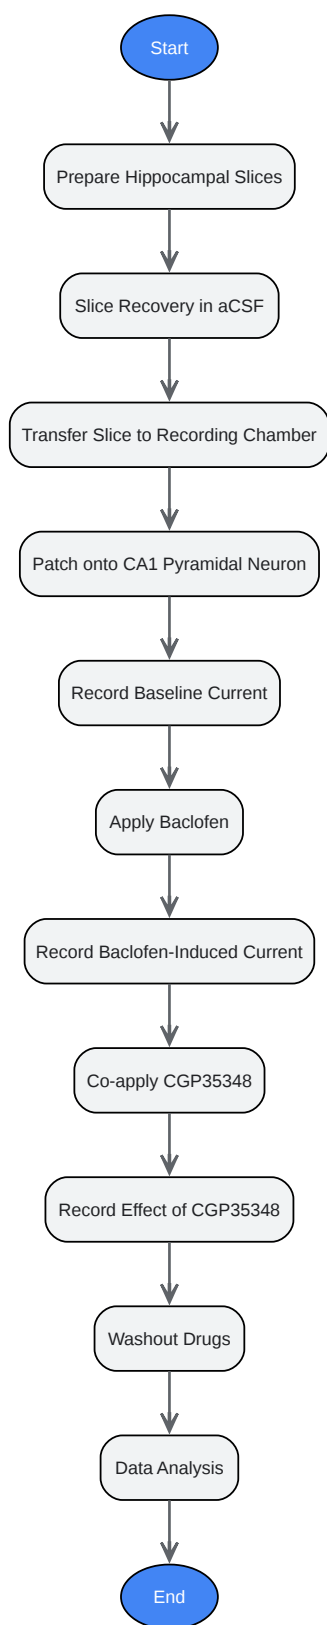 Start
Prepare Hippocampal Slices
Slice Recovery in aCSF
Transfer Slice to Recording Chamber
Patch onto CA1 Pyramidal Neuron
Record Baseline Current
Apply Baclofen
Record Baclofen-Induced Current
Co-apply CGP35348
Record Effect of CGP35348
Washout Drugs
Data Analysis
End